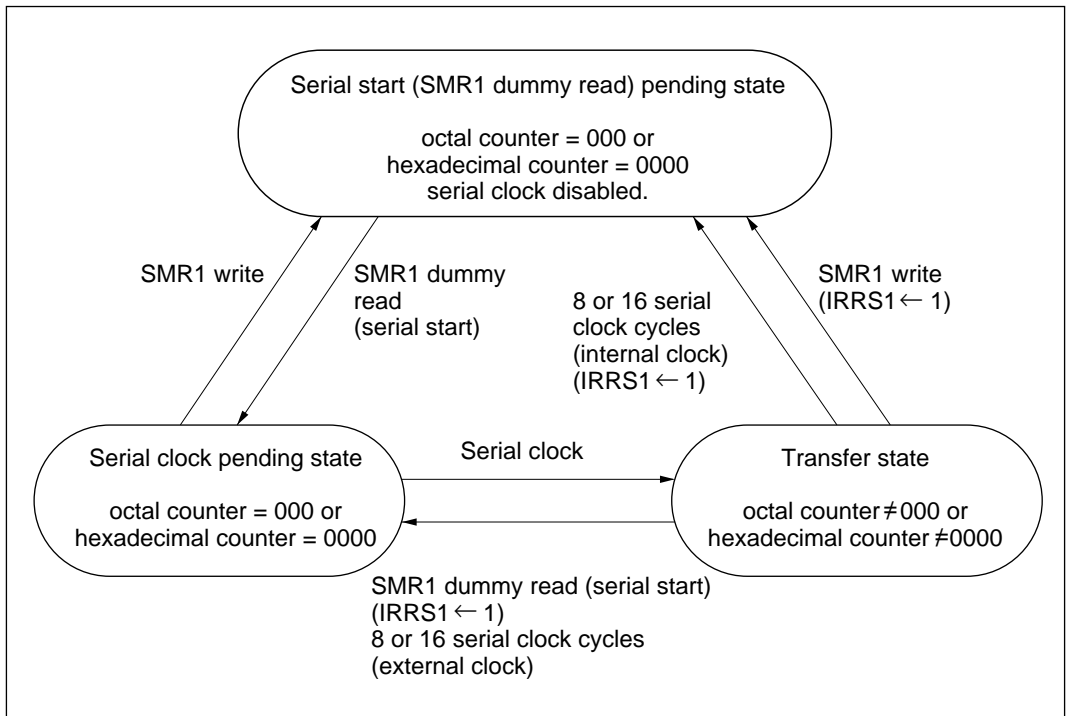 Serial start (SMR1 dummy read) pending state
octal counter = 000 or
hexadecimal counter = 0000
serial clock disabled.
SMR1 write
SMR1 dummy
read
(serial start)
8 or 16 serial
clock cycles
(internal clock)
(IRRS1 ← 1)
SMR1 write
(IRRS1 ← 1)
Serial clock pending state
octal counter = 000 or
hexadecimal counter = 0000
Serial clock
Transfer state
octal counter ≠ 000 or
hexadecimal counter ≠ 0000
SMR1 dummy read (serial start)
(IRRS1 ← 1)
8 or 16 serial clock cycles
(external clock)